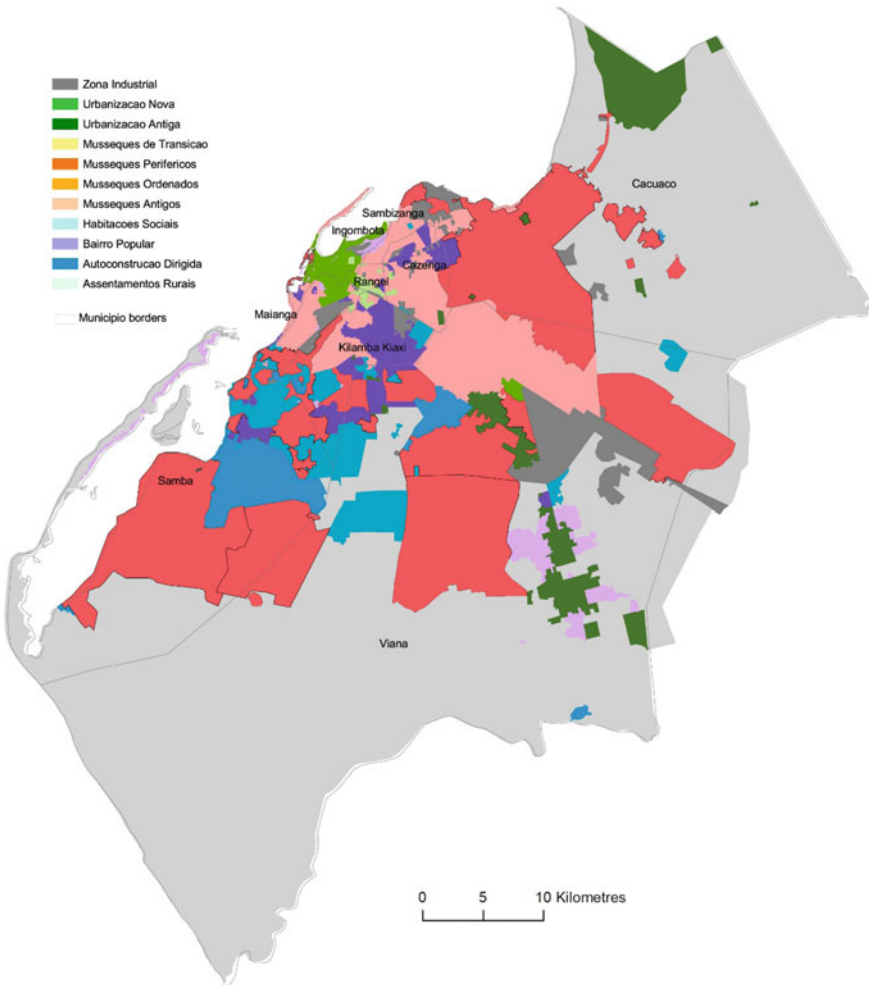 Zona Industrial
Urbanizacao Nova
Urbanizacao Antiga
Musseques de Transicao
Musseques Perifericos
Musseques Ordenados
Musseques Antigos
Habitacoes Sociais
Bairro Popular
Autoconstrucao Dirigida
Assentamentos Rurais
Municipio borders
Cacuaco
Sambizanga
Ingombota
Cazenga
Rangel
Maianga
Kilamba Kiaxi
Samba
Viana
0 5 10 Kilometres